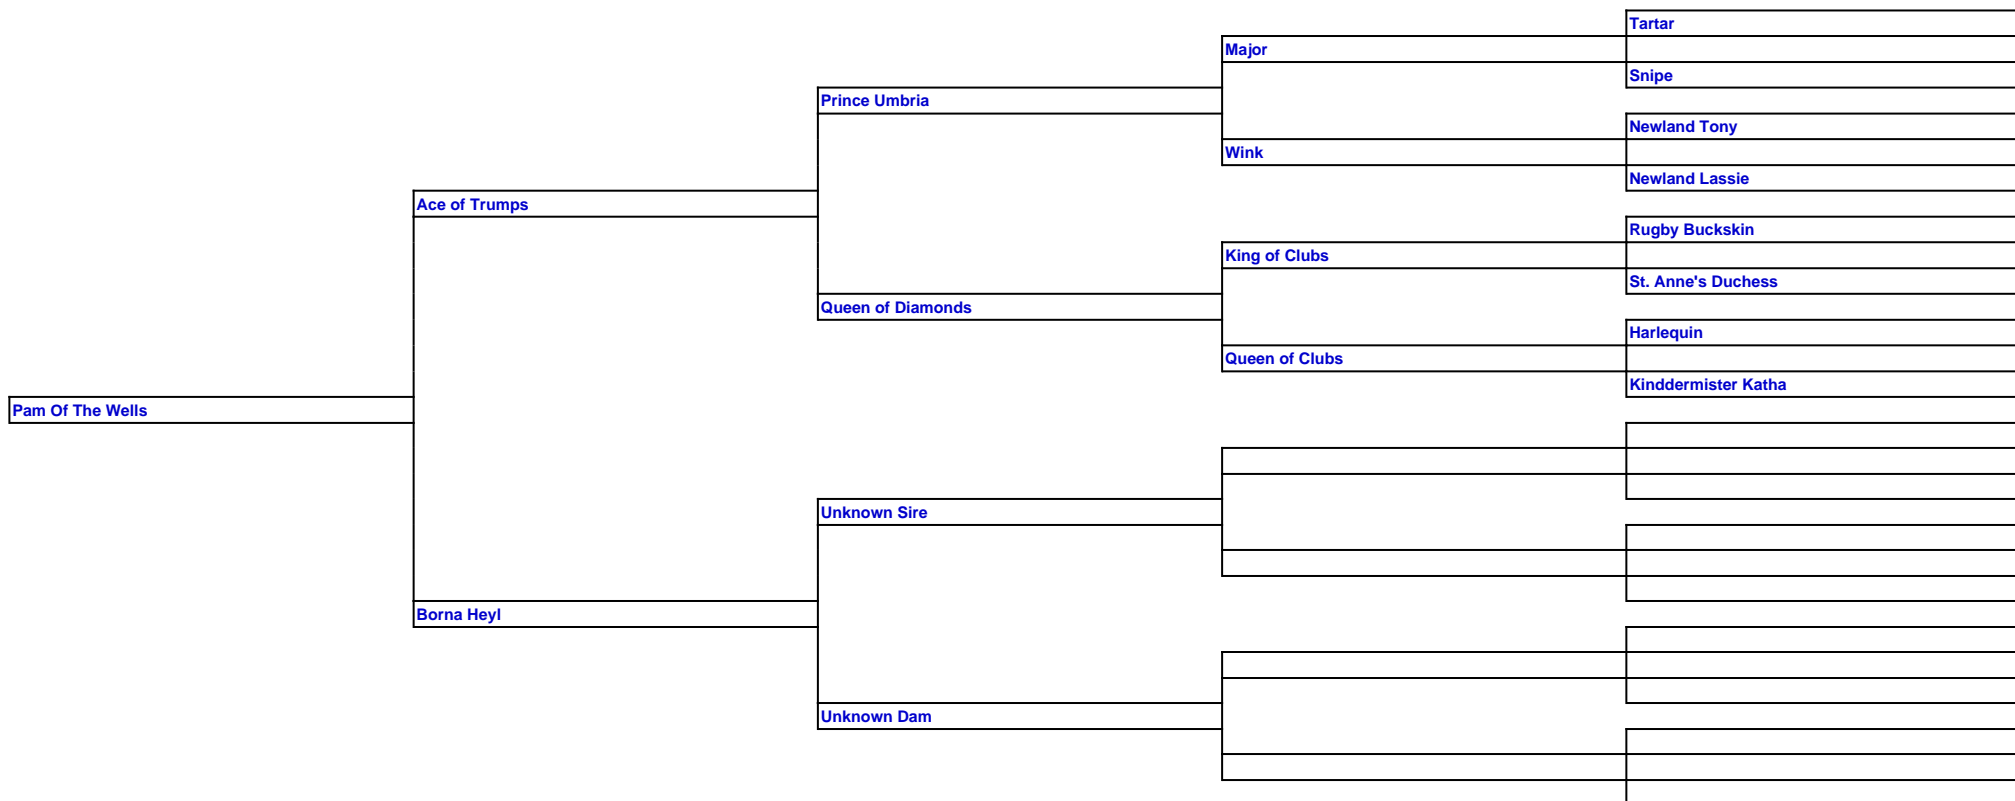 Tartar
Major
Snipe
Prince Umbria
Newland Tony
Wink
Newland Lassie
Ace of Trumps
Rugby Buckskin
King of Clubs
St. Anne's Duchess
Queen of Diamonds
Harlequin
Queen of Clubs
Kinddermister Katha
Pam Of The Wells
Unknown Sire
Borna Heyl
Unknown Dam